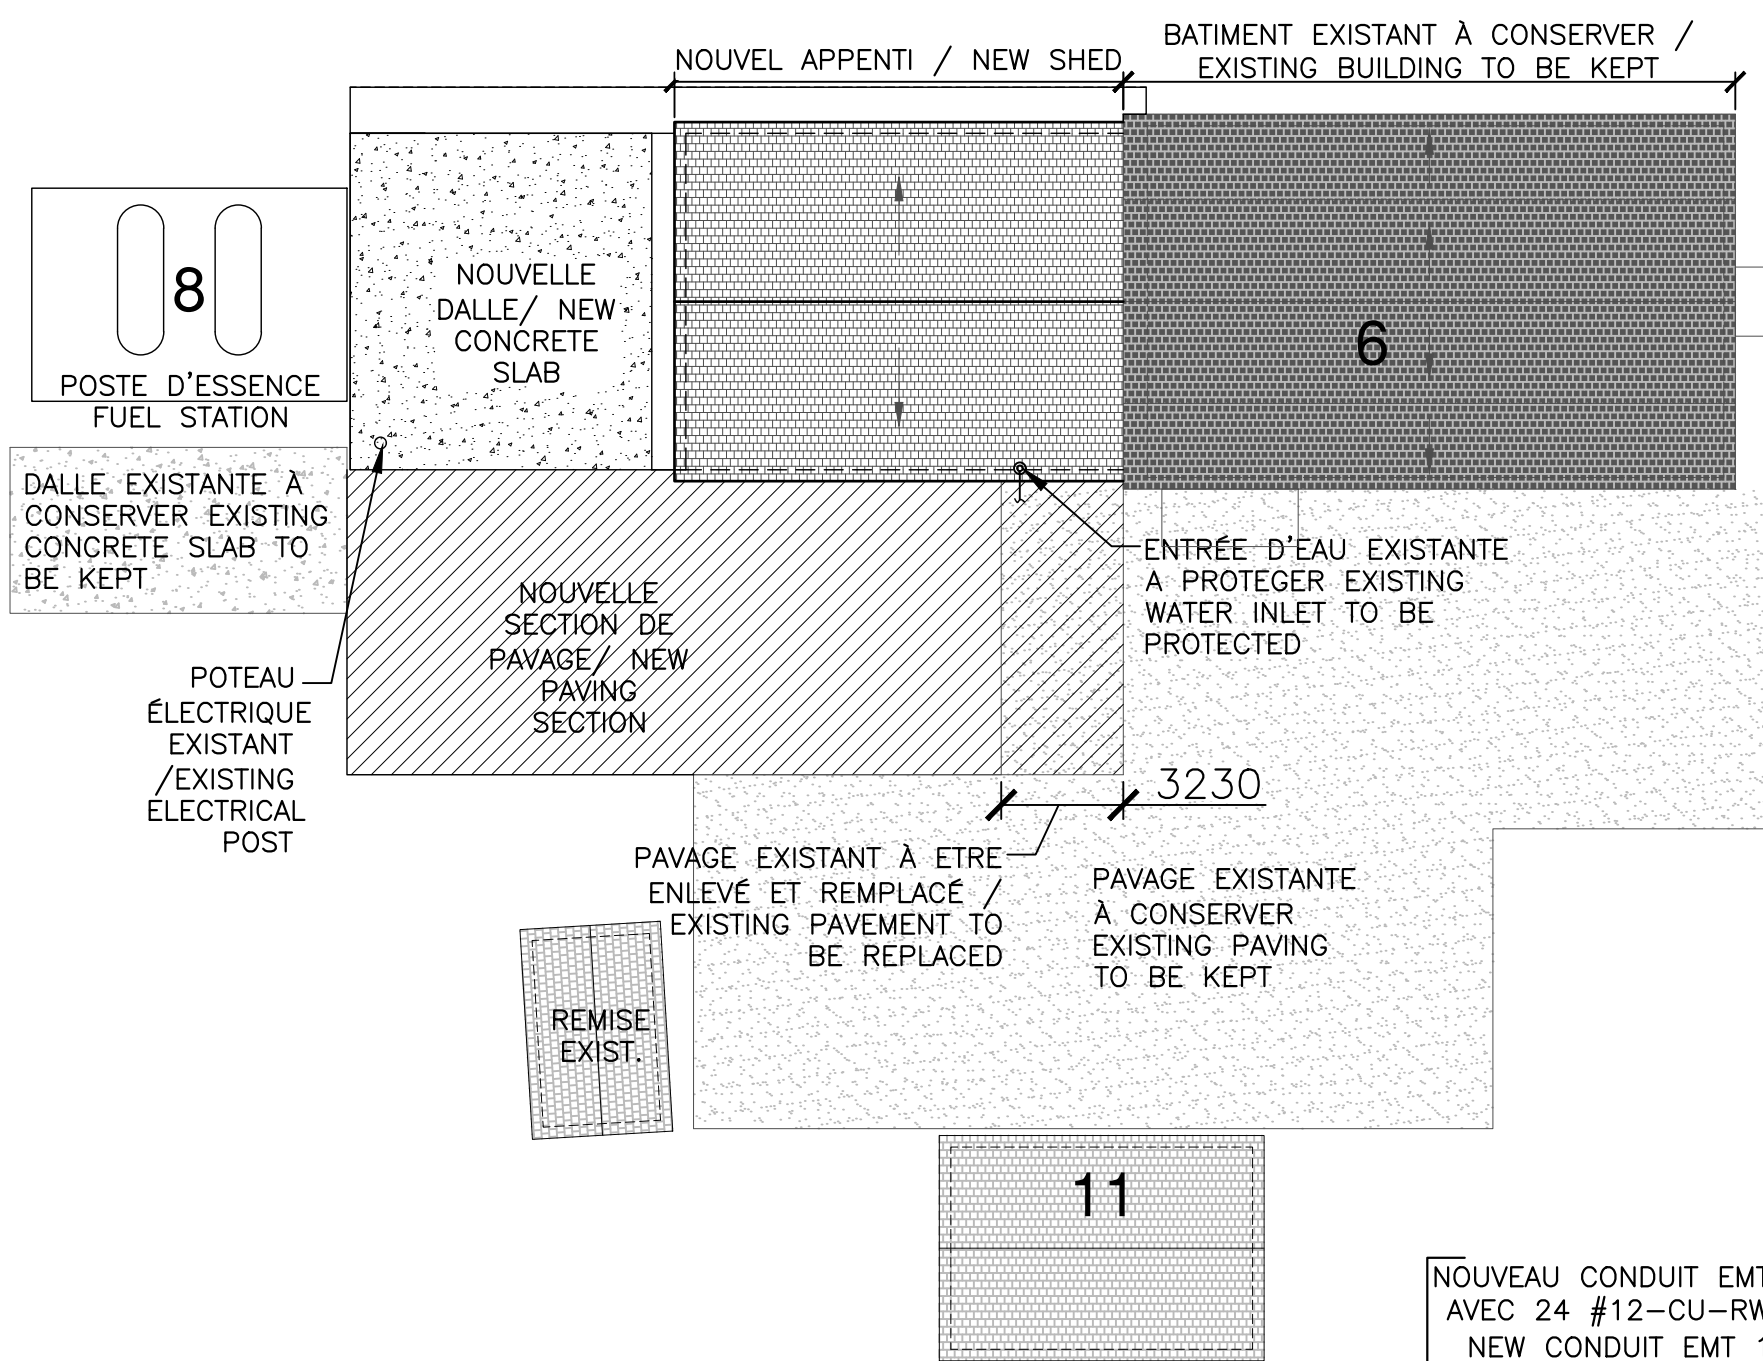 NOUVEL APPENTI / NEW SHED
BATIMENT EXISTANT À CONSERVER /
EXISTING BUILDING TO BE KEPT
8
POSTE D'ESSENCE
FUEL STATION
NOUVELLE
DALLE/ NEW
CONCRETE
SLAB
6
DALLE EXISTANTE À
CONSERVER EXISTING
CONCRETE SLAB TO
BE KEPT
ENTRÉE D'EAU EXISTANTE
A PROTEGER EXISTING
WATER INLET TO BE
PROTECTED
NOUVELLE
SECTION DE
PAVAGE/ NEW
PAVING
SECTION
POTEAU
ÉLECTRIQUE
EXISTANT
/EXISTING
ELECTRICAL
POST
3230
PAVAGE EXISTANT À ETRE
ENLEVÉ ET REMPLACÉ /
EXISTING PAVEMENT TO
BE REPLACED
PAVAGE EXISTANTE
À CONSERVER
EXISTING PAVING
TO BE KEPT
REMISE
EXIST.
11
NOUVEAU CONDUIT EMT
AVEC 24 #12-CU-RW
NEW CONDUIT EMT